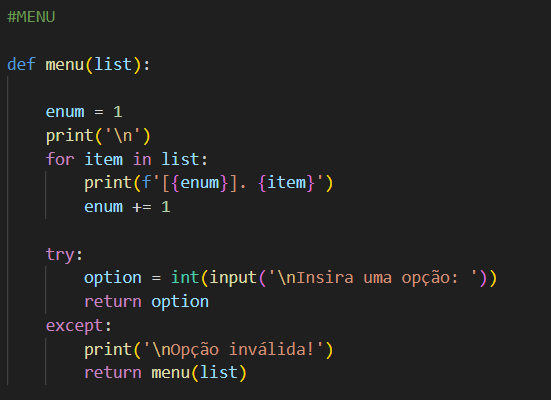 #MENU
def menu(list):
    enum = 1
    print('\n')
    for item in list:
        print(f'[{enum}]. {item}')
        enum += 1
    try:
        option = int(input('\nInsira uma opção: '))
        return option
    except:
        print('\nOpção inválida!')
        return menu(list)